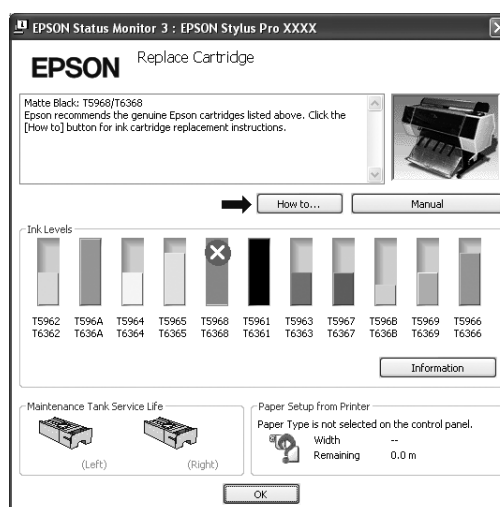 EPSON Status Monitor 3 : EPSON Stylus Pro XXXX
EPSON
Replace Cartridge
Matte Black: T5968/T6368
Epson recommends the genuine Epson cartridges listed above. Click the
[How to] button for ink cartridge replacement instructions.
How to...
Manual
Ink Levels
T5962 T596A T5964 T5965 T5968 T5961 T5963 T5967 T596B T5969 T5966
T6362 T636A T6364 T6365 T6368 T6361 T6363 T6367 T636B T6369 T6366
Information
Maintenance Tank Service Life
(Left)
(Right)
Paper Setup from Printer
Paper Type is not selected on the control panel.
Width --
Remaining 0.0 m
OK